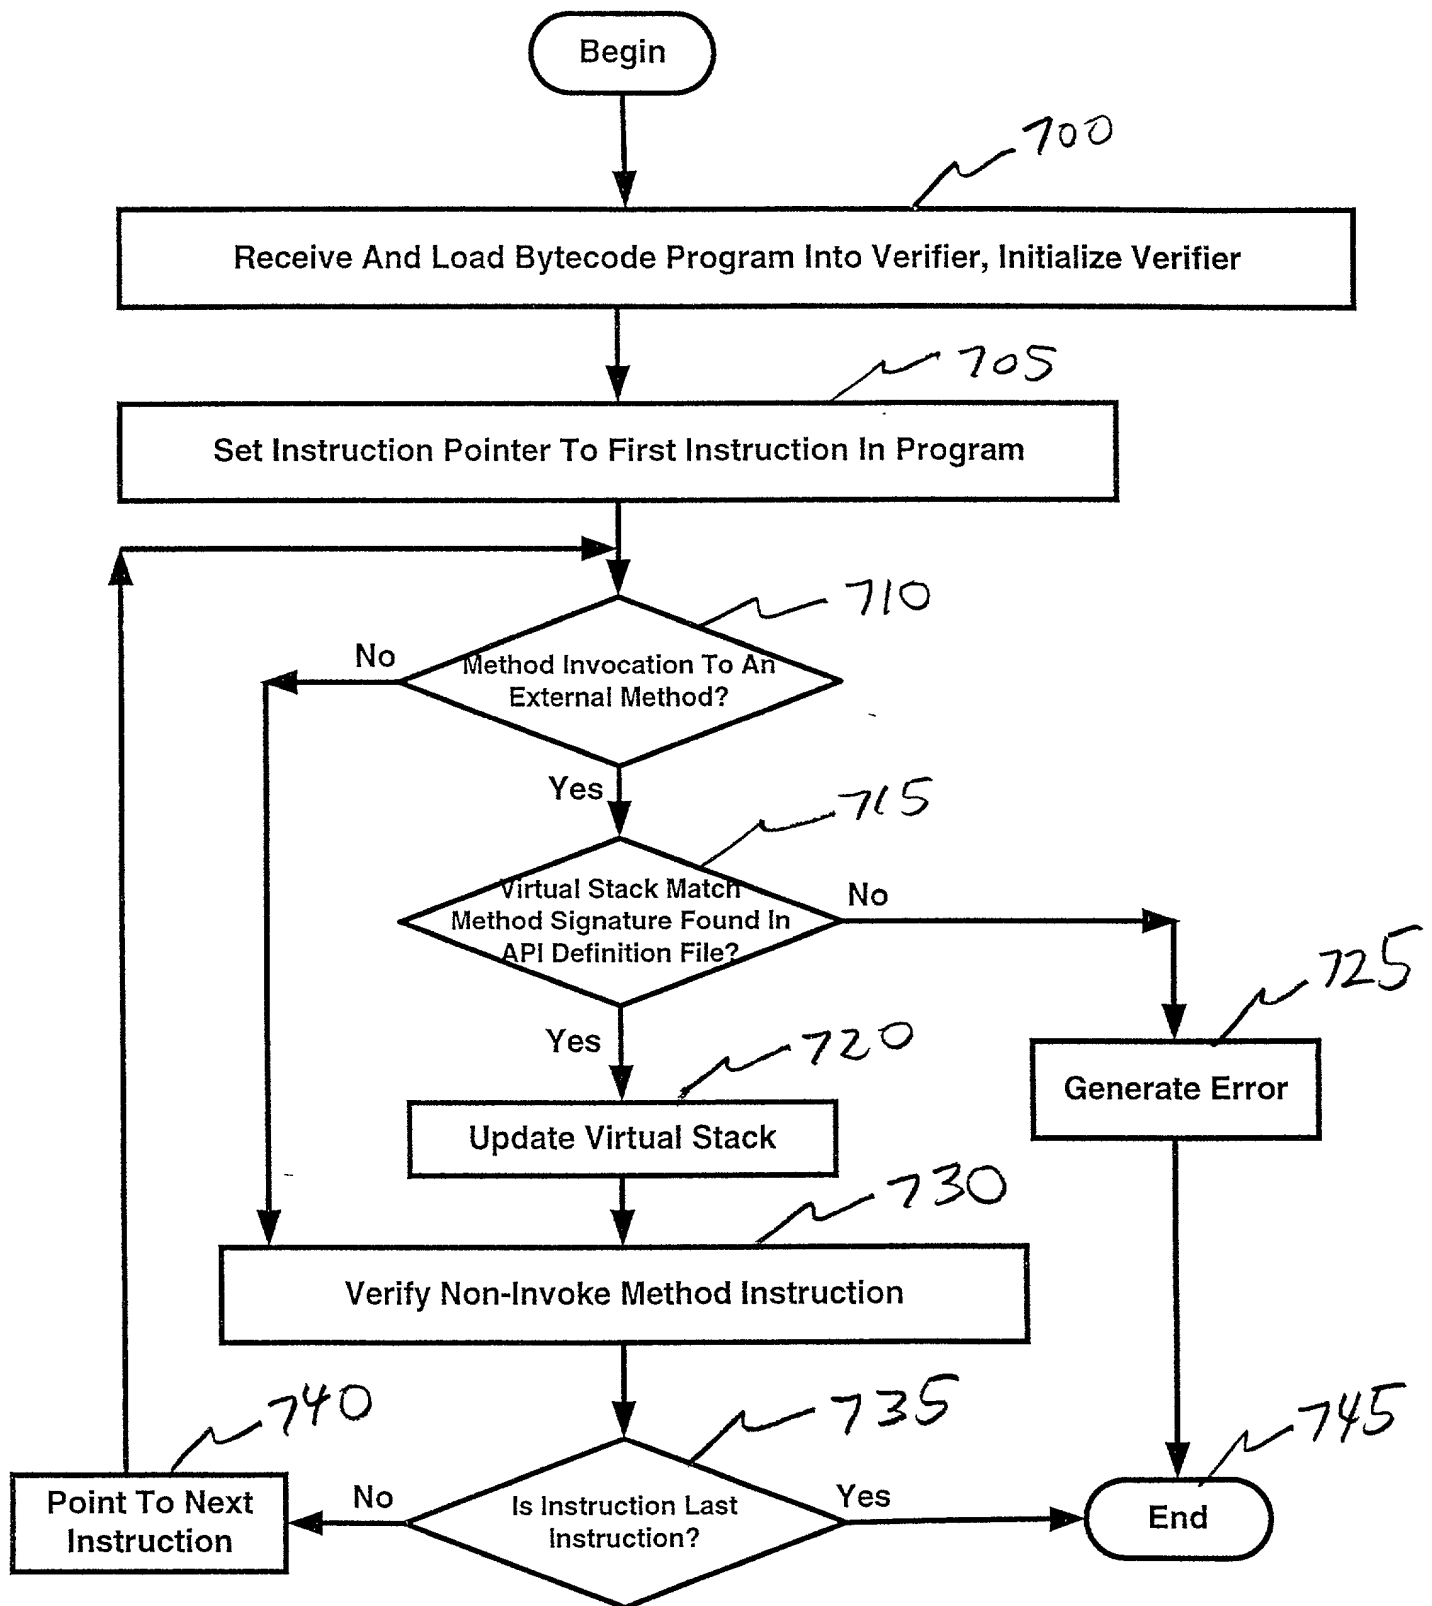 Begin
700
Receive And Load Bytecode Program Into Verifier, Initialize Verifier
705
Set Instruction Pointer To First Instruction In Program
710
No
Method Invocation To An
External Method?
Yes
715
Virtual Stack Match
Method Signature Found In
API Definition File?
No
725
Yes
720
Generate Error
Update Virtual Stack
730
Verify Non-Invoke Method Instruction
740
735
745
Point To Next
Instruction
No
Is Instruction Last
Instruction?
Yes
End